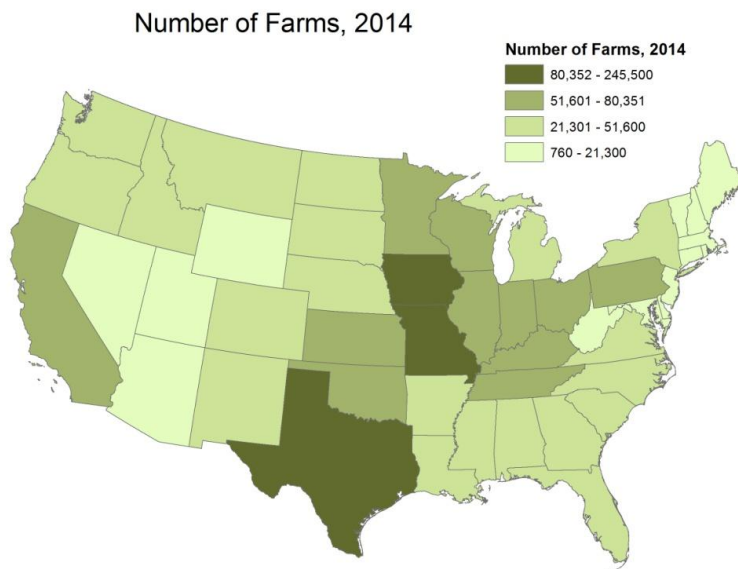 Number of Farms, 2014
Number of Farms, 2014
80,352 - 245,500
51,601 - 80,351
21,301 - 51,600
760 - 21,300